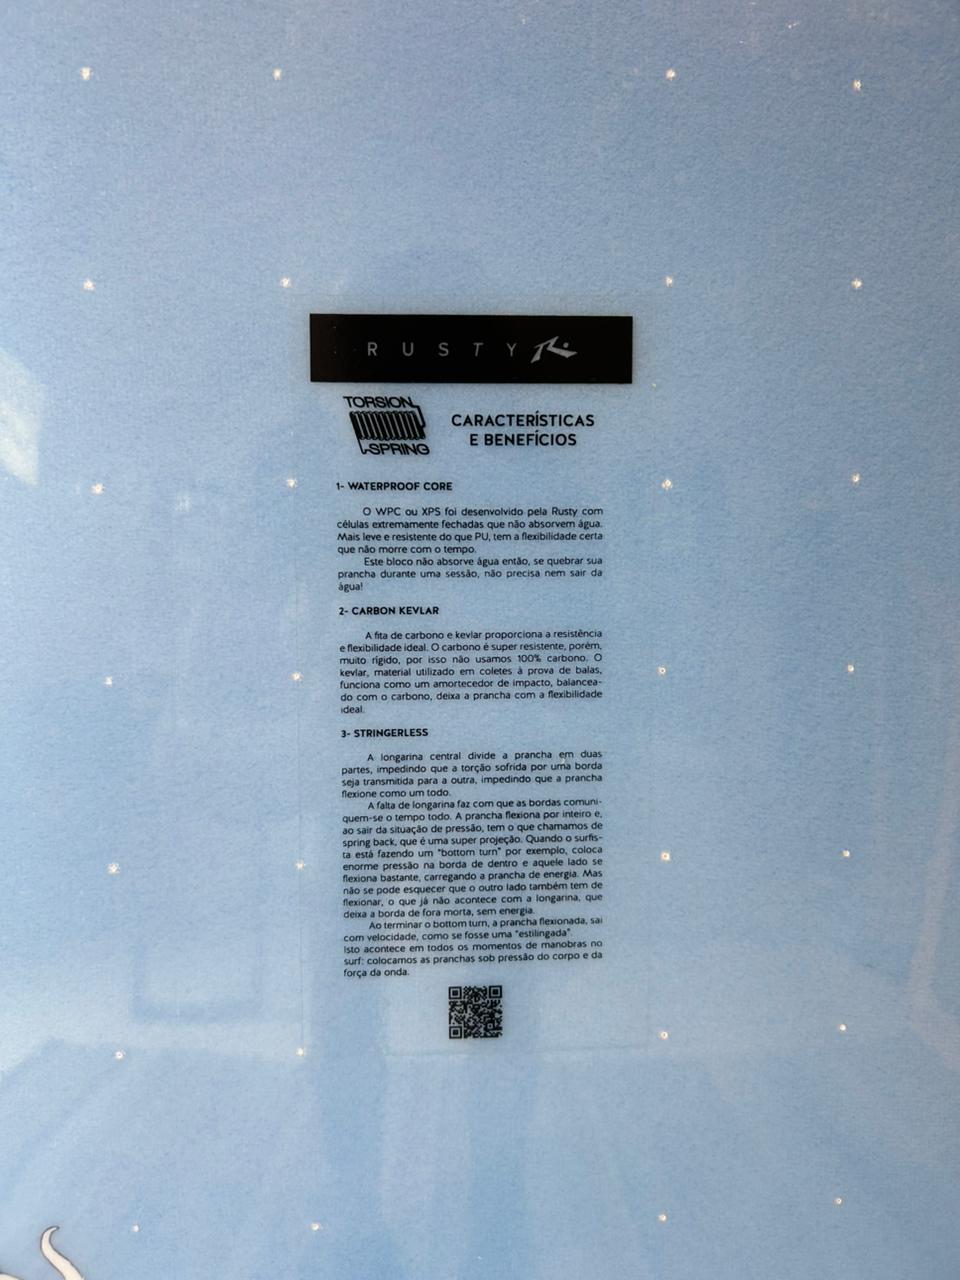 RUSTY
TORSION
SPRING
CARACTERÍSTICAS
E BENEFÍCIOS
1- WATERPROOF CORE
O WPC ou XPS foi desenvolvido pela Rusty com
células extremamente fechadas que não absorvem água.
Mais leve e resistente do que PU, tem a flexibilidade certa
que não morre com o tempo.
Este bloco não absorve água então, se quebrar sua
prancha durante uma sessão, não precisa nem sair da
água!
2- CARBON KEVLAR
A fita de carbono e kevlar proporciona a resistência
e flexibilidade ideal. O carbono é super resistente, porém,
muito rígido, por isso não usamos 100% carbono. O
kevlar, material utilizado em coletes à prova de balas,
funciona como um amortecedor de impacto, balancea-
do com o carbono, deixa a prancha com a flexibilidade
ideal.
3- STRINGERLESS
A longarina central divide a prancha em duas
partes, impedindo que a torção sofrida por uma borda
seja transmitida para a outra, impedindo que a prancha
flexione como um todo.
A falta de longarina faz com que as bordas comuni-
quem-se o tempo todo. A prancha flexiona por inteiro e,
ao sair da situação de pressão, tem o que chamamos de
spring back, que é uma super projeção. Quando o surfis-
ta está fazendo um "bottom turn" por exemplo, coloca
enorme pressão na borda de dentro e aquele lado se
flexiona bastante, carregando a prancha de energia. Mas
não se pode esquecer que o outro lado também tem de
flexionar, o que já não acontece com a longarina, que
deixa a borda de fora morta, sem energia.
Ao terminar o bottom turn, a prancha flexionada, sai
com velocidade, como se fosse uma "estilingada".
Isto acontece em todos os momentos de manobras no
surf: colocamos as pranchas sob pressão do corpo e da
força da onda.